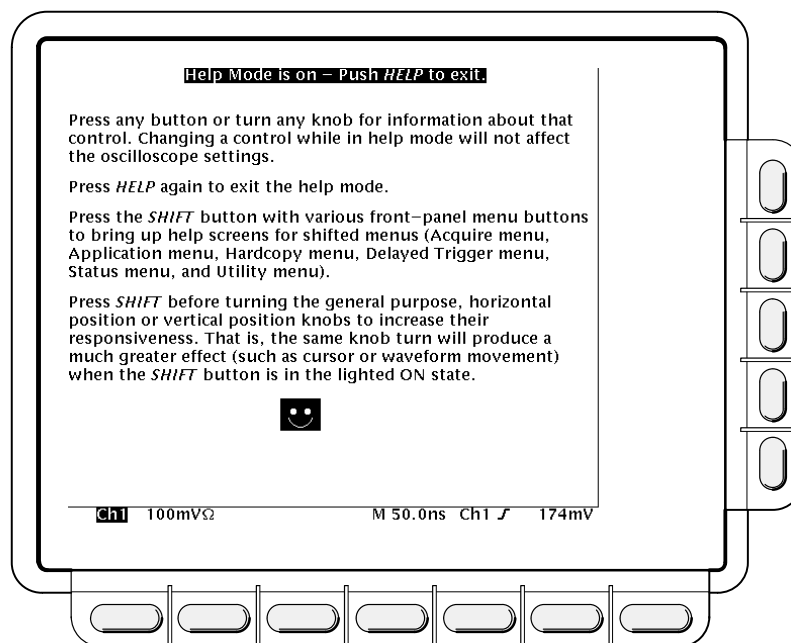 Help Mode is on – Push HELP to exit.
Press any button or turn any knob for information about that
control. Changing a control while in help mode will not affect
the oscilloscope settings.
Press HELP again to exit the help mode.
Press the SHIFT button with various front–panel menu buttons
to bring up help screens for shifted menus (Acquire menu,
Application menu, Hardcopy menu, Delayed Trigger menu,
Status menu, and Utility menu).
Press SHIFT before turning the general purpose, horizontal
position or vertical position knobs to increase their
responsiveness. That is, the same knob turn will produce a
much greater effect (such as cursor or waveform movement)
when the SHIFT button is in the lighted ON state.
Ch1 100mVΩ M 50.0ns Ch1 ƒ 174mV